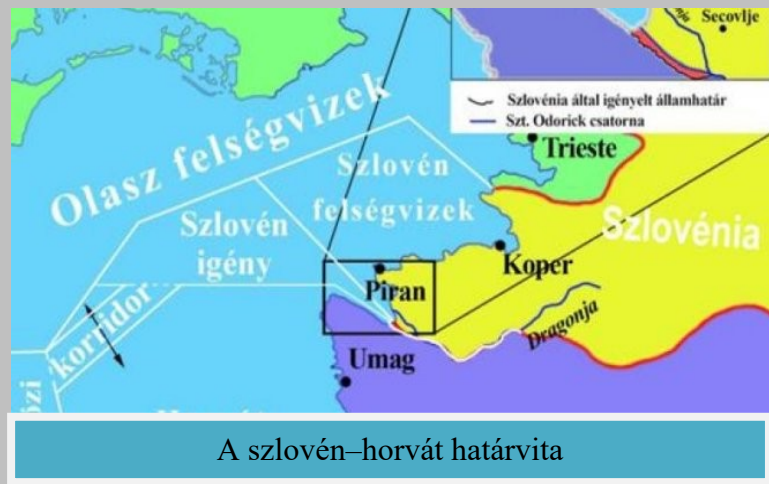 Secovlje
Szlovénia által igényelt államhatár
Szt. Odorick csatorna
Trieste
Olasz felségvizek
Szlovén
felségvizek
Szlovén
igény
Szlovénia
Koper
Piran
korridor
Dragonja
Umag
A szlovén–horvát határvita